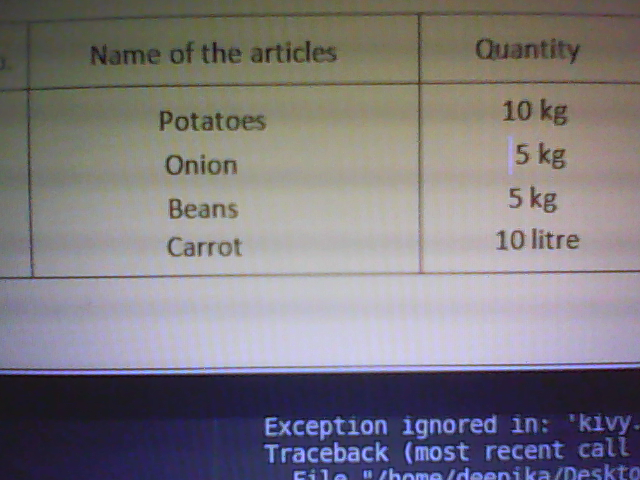 Name of the articles Quantity
Potatoes 10 kg
Onion 5 kg
Beans 5 kg
Carrot 10 litre
Exception ignored in: 'kivy.
Traceback (most recent call
File "/home/deepika/Deskto